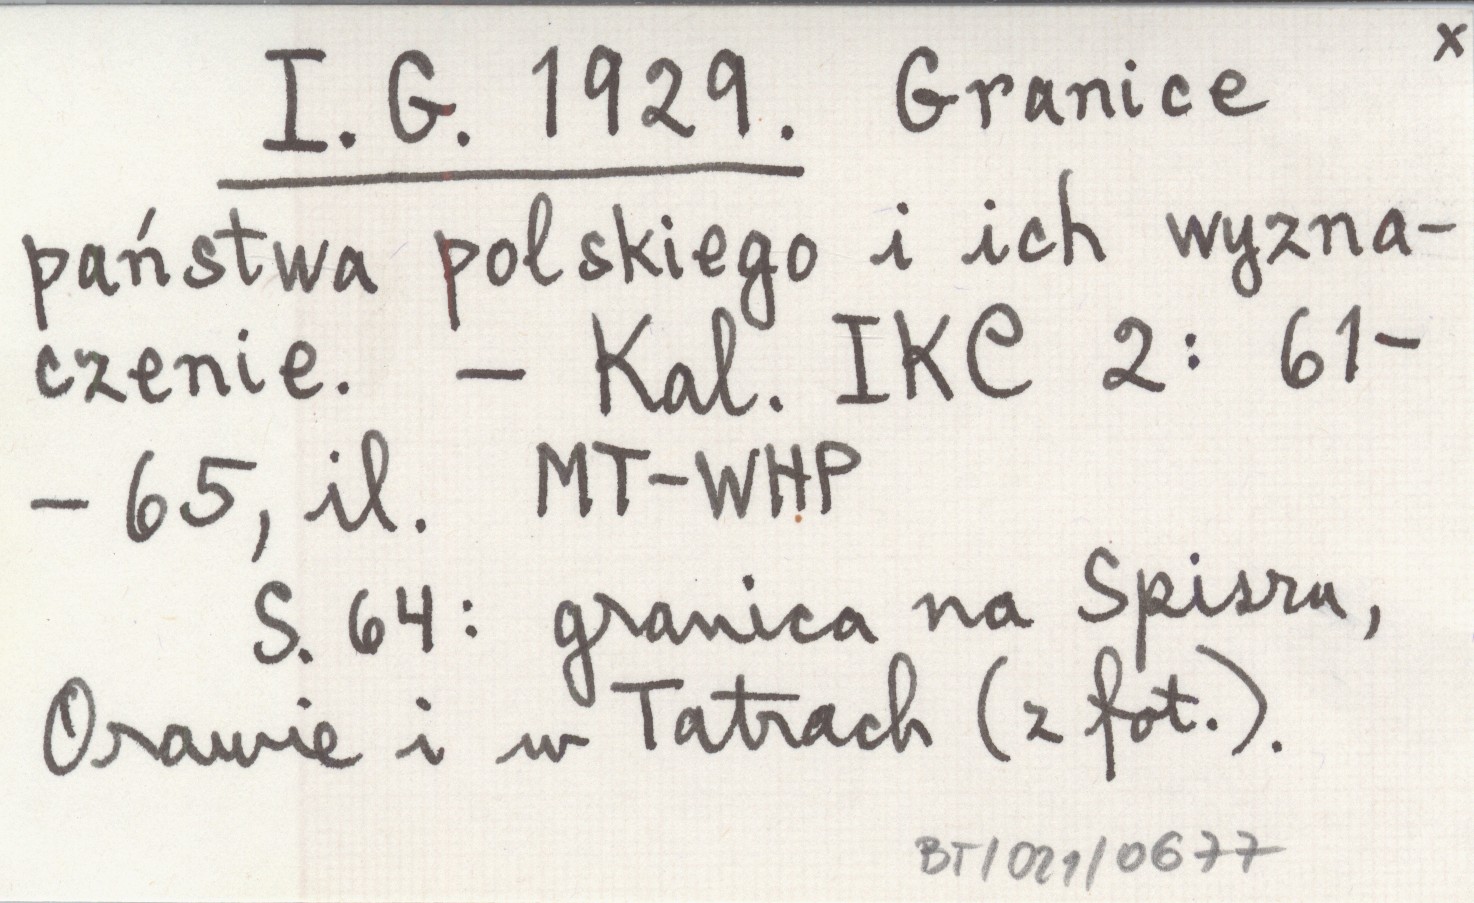 x
I. G. 1929. Granice
państwa polskiego i ich wyzna-
czenie. – Kal. IKC 2: 61-
- 65, il. MT-WHP
S. 64: granica na Spiszu,
Orawie i w Tatrach (z fot.).
BT/021/0677